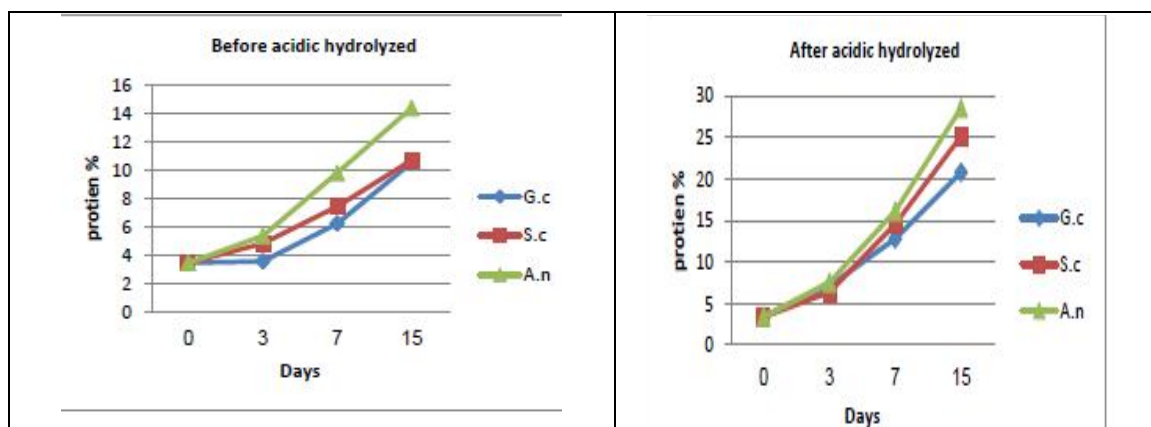 Before acidic hydrolyzed
16
14
12
10
8
6
4
2
0
protien %
0 3 7 15
Days
G.c
S.c
A.n
After acidic hydrolyzed
30
25
20
15
10
5
0
protien %
0 3 7 15
Days
G.c
S.c
A.n